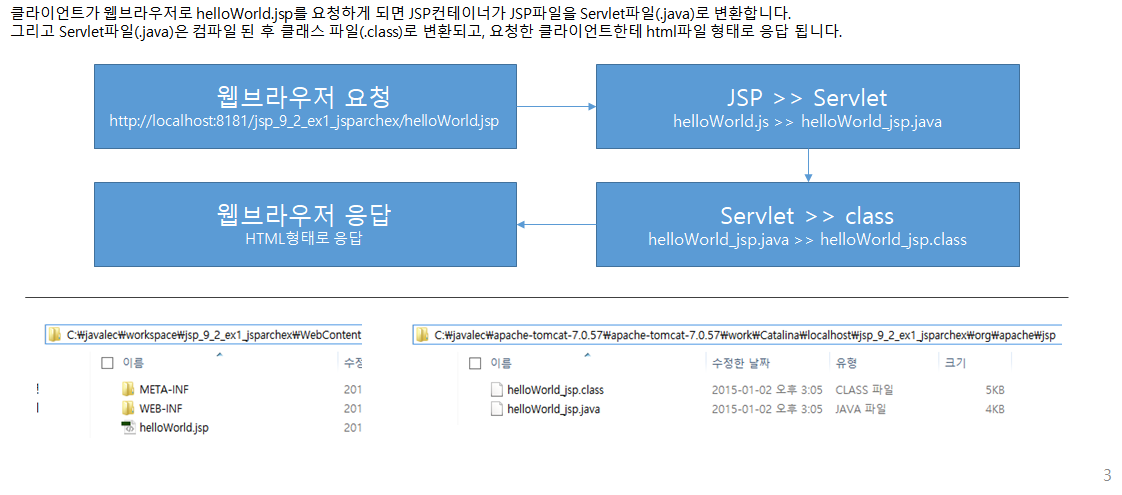 클라이언트가 웹브라우저로 helloWorld.jsp를 요청하게 되면 JSP컨테이너가 JSP파일을 Servlet파일(.java)로 변환합니다.
그리고 Servlet파일(.java)은 컴파일 된 후 클래스 파일(.class)로 변환되고, 요청한 클라이언트한테 html파일 형태로 응답 됩니다.
웹브라우저 요청
http://localhost:8181/jsp_9_2_ex1_jsparchex/helloWorld.jsp
JSP >> Servlet
helloWorld.js >> helloWorld_jsp.java
웹브라우저 응답
HTML형태로 응답
Servlet >> class
helloWorld_jsp.java >> helloWorld_jsp.class
C:₩javalec₩workspace₩jsp_9_2_ex1_jsparchex₩WebContent
이름 수정
META-INF 201
WEB-INF 201
helloWorld.jsp 201
C:₩javalec₩apache-tomcat-7.0.57₩apache-tomcat-7.0.57₩work₩Catalina₩localhost₩jsp_9_2_ex1_jsparchex₩org₩apache₩jsp
이름 수정한 날짜 유형 크기
helloWorld_jsp.class 2015-01-02 오후 3:05 CLASS 파일 5KB
helloWorld_jsp.java 2015-01-02 오후 3:05 JAVA 파일 4KB
3